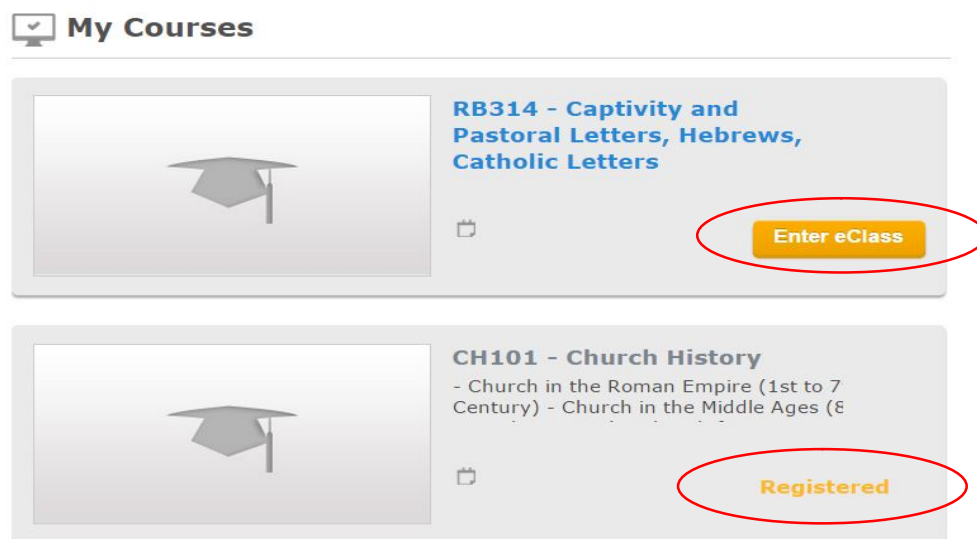 My Courses
RB314 - Captivity and
Pastoral Letters, Hebrews,
Catholic Letters
Enter eClass
CH101 - Church History
- Church in the Roman Empire (1st to 7
Century) - Church in the Middle Ages (8
Registered